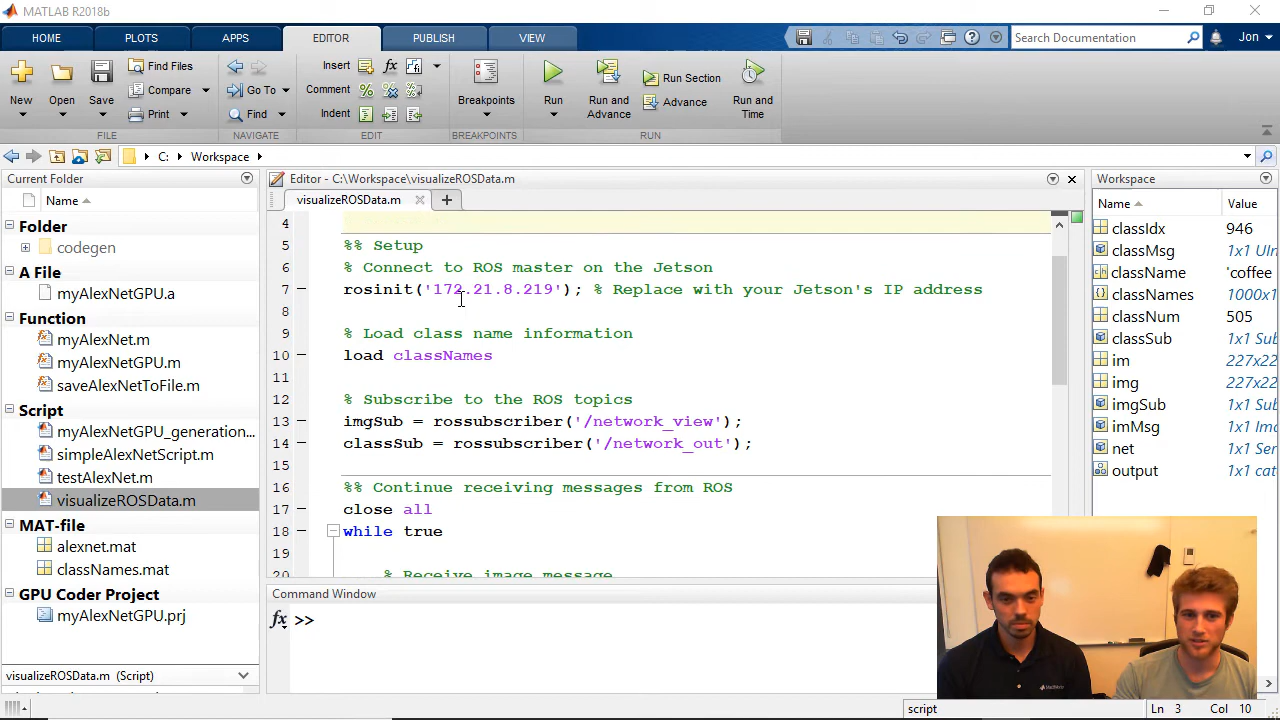 MATLAB R2018b
HOME PLOTS APPS EDITOR PUBLISH VIEW Search Documentation Jon
New Open Save Find Files Compare Print Go To Find Insert fx Comment Indent Breakpoints Run Run and Advance Run Section Advance Run and Time
FILE NAVIGATE EDIT BREAKPOINTS RUN
C: Workspace
Current Folder
Name
Folder
codegen
A File
myAlexNetGPU.a
Function
myAlexNet.m
myAlexNetGPU.m
saveAlexNetToFile.m
Script
myAlexNetGPU_generation...
simpleAlexNetScript.m
testAlexNet.m
visualizeROSData.m
MAT-file
alexnet.mat
classNames.mat
GPU Coder Project
myAlexNetGPU.prj
visualizeROSData.m (Script)
Editor - C:\Workspace\visualizeROSData.m
visualizeROSData.m
4
5 %% Setup
6 % Connect to ROS master on the Jetson
7 rosinit('172.21.8.219'); % Replace with your Jetson's IP address
8
9 % Load class name information
10 load classNames
11
12 % Subscribe to the ROS topics
13 imgSub = rossubscriber('/network_view');
14 classSub = rossubscriber('/network_out');
15
16 %% Continue receiving messages from ROS
17 close all
18 while true
19
20 % Receive image message
Command Window
fx >>
Workspace
Name Value
classIdx 946
classMsg 1x1 UIn
className 'coffee
classNames 1000x1
classNum 505
classSub 1x1 Sub
im 227x22
img 227x22
imgSub 1x1 Sub
imMsg 1x1 Ima
net 1x1 Ser
output 1x1 cat
MathWorks
script Ln 3 Col 10